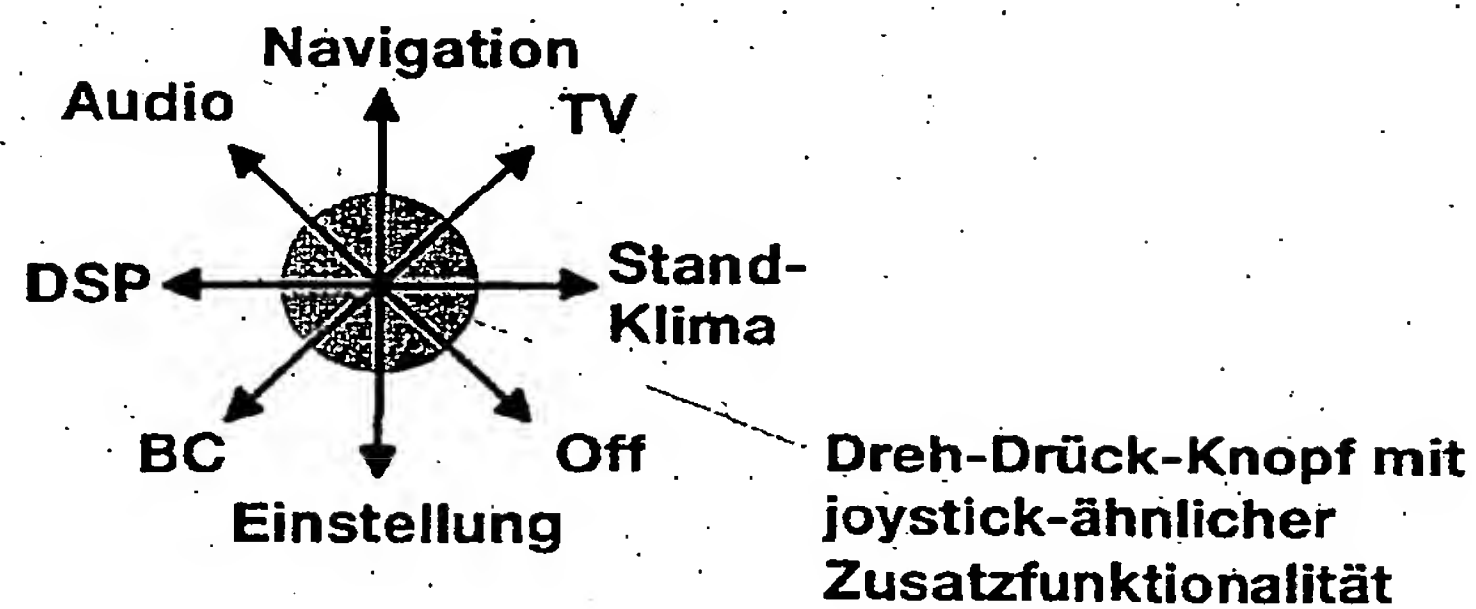 Navigation
Audio
TV
DSP
Stand-
Klima
BC
Off
Einstellung
Dreh-Drück-Knopf mit
joystick-ähnlicher
Zusatzfunktionalität